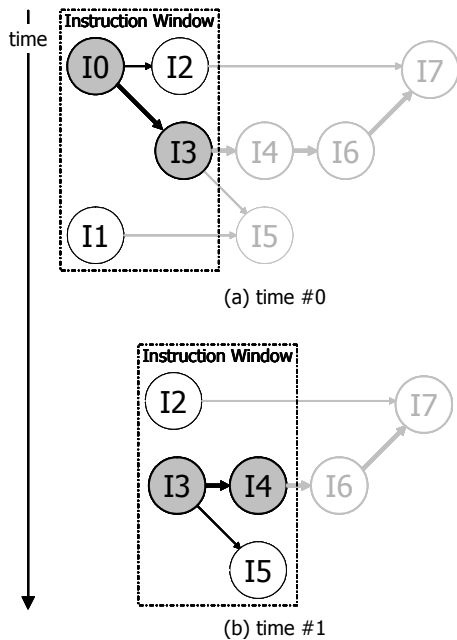 Instruction Window
time
I0 I2 I7
I3 I4 I6
I1 I5
(a) time #0
Instruction Window
I2 I7
I3 I4 I6
I5
(b) time #1